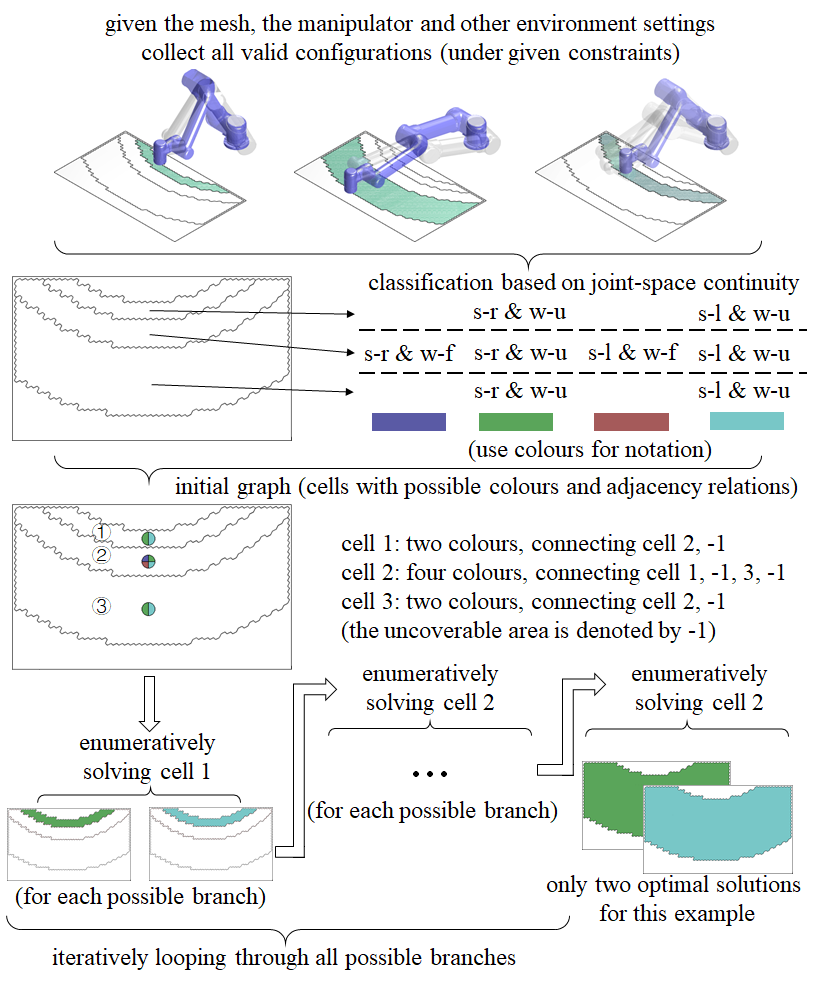 given the mesh, the manipulator and other environment settings
collect all valid configurations (under given constraints)
classification based on joint-space continuity
s-r & w-u s-l & w-u
s-r & w-f s-r & w-u s-l & w-f s-l & w-u
s-r & w-u s-l & w-u
(use colours for notation)
initial graph (cells with possible colours and adjacency relations)
①
②
③
cell 1: two colours, connecting cell 2, -1
cell 2: four colours, connecting cell 1, -1, 3, -1
cell 3: two colours, connecting cell 2, -1
(the uncoverable area is denoted by -1)
enumeratively
solving cell 1
(for each possible branch)
enumeratively
solving cell 2
...
(for each possible branch)
enumeratively
solving cell 2
only two optimal solutions
for this example
iteratively looping through all possible branches